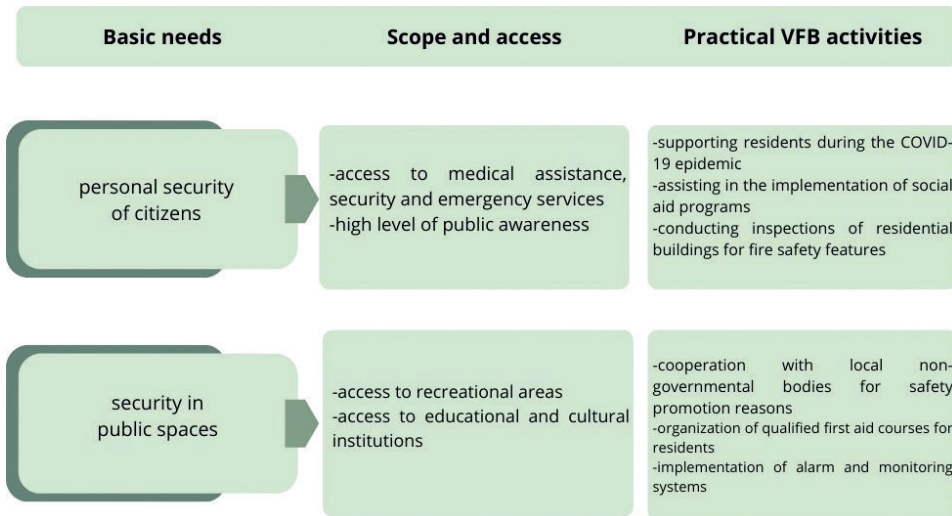 Basic needs
Scope and access
Practical VFB activities
personal security
of citizens
-access to medical assistance,
security and emergency services
-high level of public awareness
-supporting residents during the COVID-
19 epidemic
-assisting in the implementation of social
aid programs
-conducting inspections of residential
buildings for fire safety features
security in
public spaces
-access to recreational areas
-access to educational and cultural
institutions
-cooperation with local non-
governmental bodies for safety
promotion reasons
-organization of qualified first aid courses for
residents
-implementation of alarm and monitoring
systems